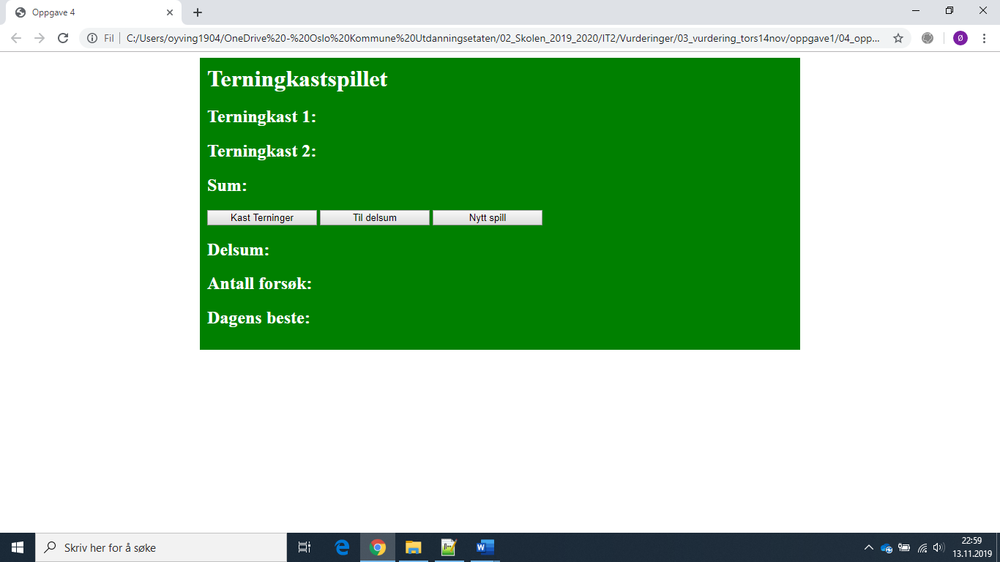 Oppgave 4
Fil
C:/Users/oyving1904/OneDrive%20-%20Oslo%20Kommune%20Utdanningsetaten/02_Skolen_2019_2020/IT2/Vurderinger/03_vurdering_tors14nov/oppgave1/04_opp...
Ø
Terningkastspillet
Terningkast 1:
Terningkast 2:
Sum:
Kast Terninger Til delsum Nytt spill
Delsum:
Antall forsøk:
Dagens beste:
Skriv her for å søke
22:59
13.11.2019